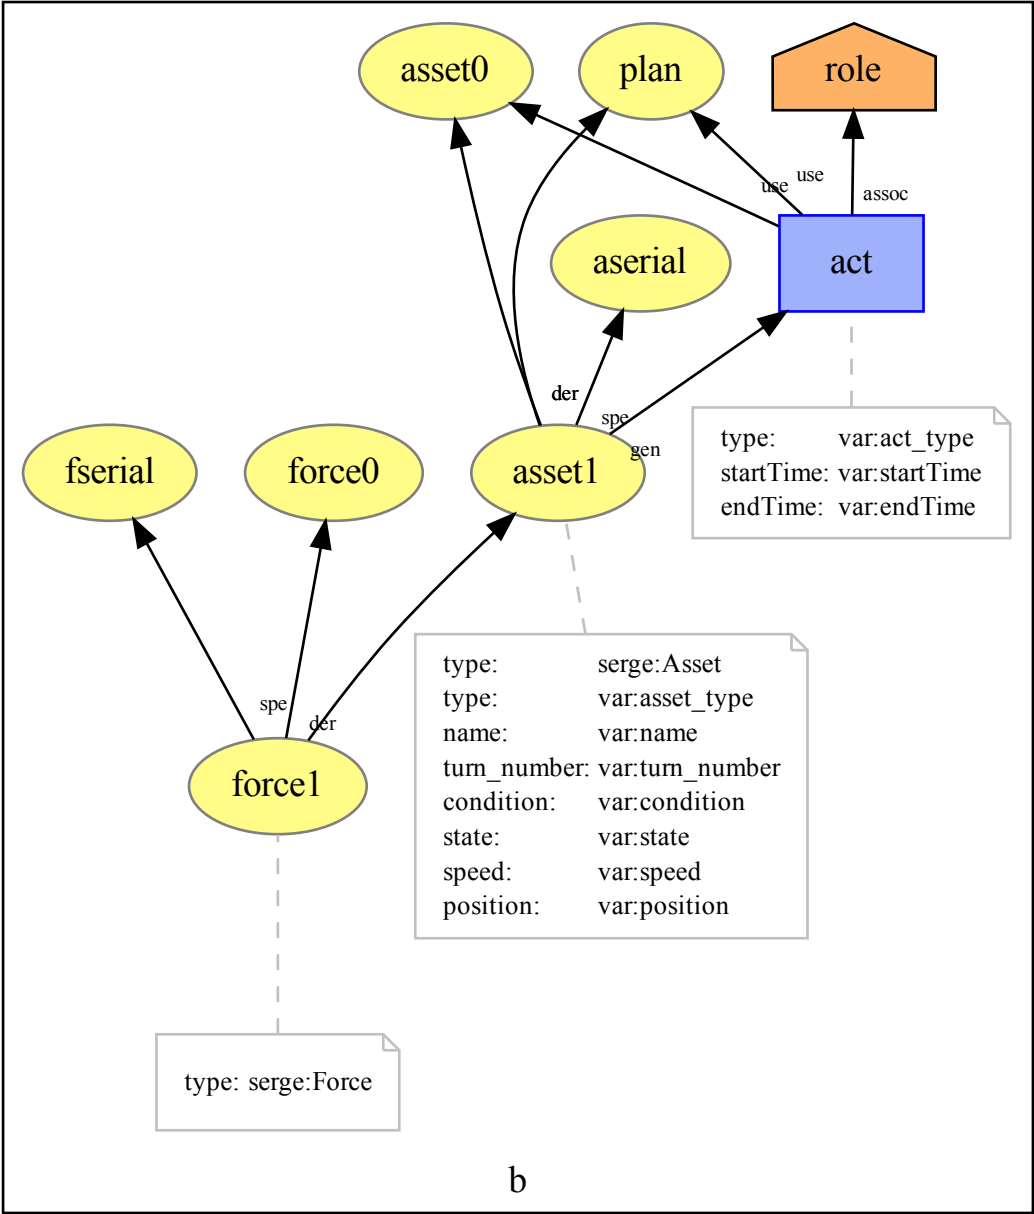 asset0
plan
role
use
use
assoc
aserial
act
der
spe
gen
fserial
force0
asset1
type: var:act_type
startTime: var:startTime
endTime: var:endTime
type: serge:Asset
type: var:asset_type
name: var:name
turn_number: var:turn_number
condition: var:condition
state: var:state
speed: var:speed
position: var:position
spe
der
force1
type: serge:Force
b